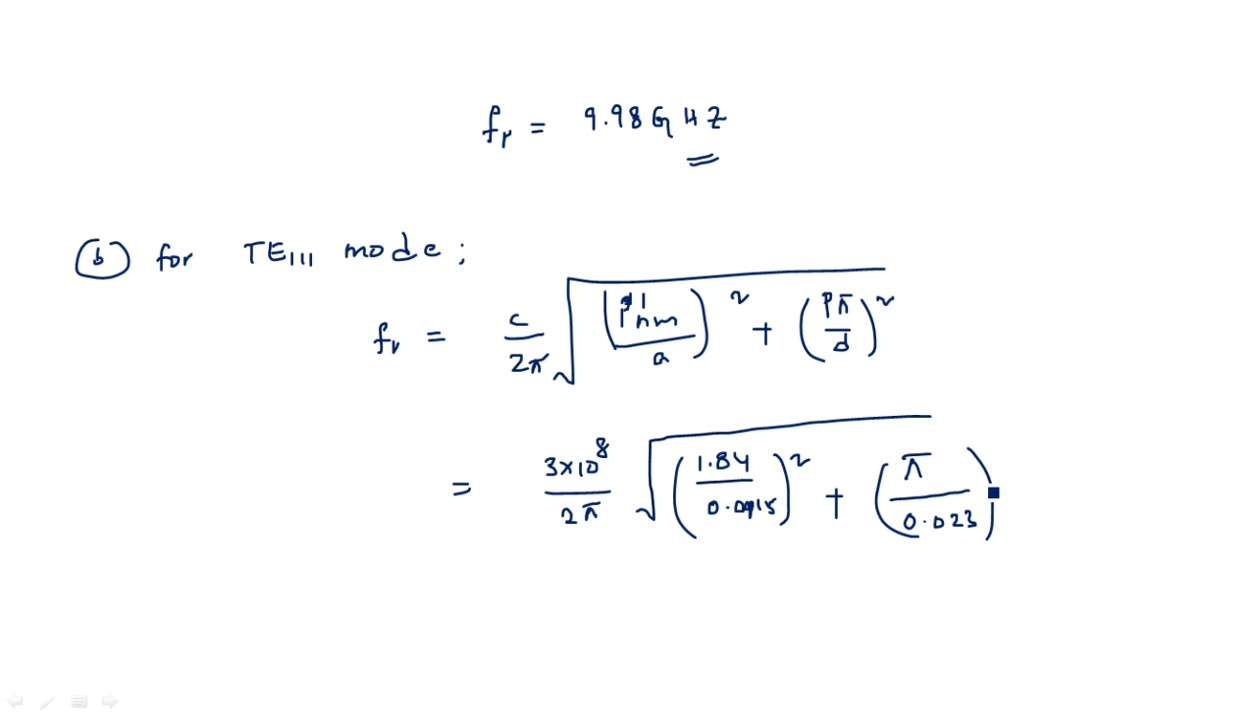 fr = 9.98 GHZ
(b) for TE111 mode;
fr = c/2π √((p'nm/a)² + (pπ/d)²)
= 3×10⁸/2π √((1.84/0.0915)² + (π/0.023)